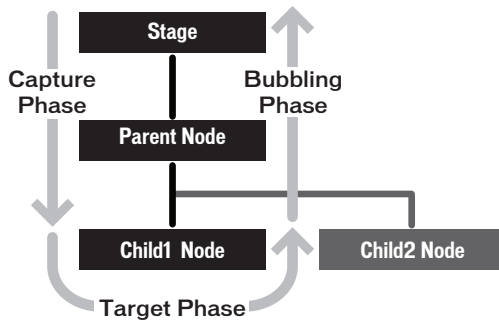 Stage
Capture
Phase
Bubbling
Phase
Parent Node
Child1 Node
Child2 Node
Target Phase